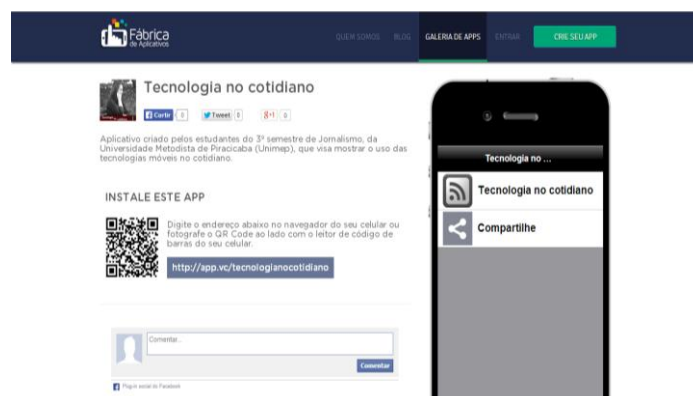 Fábrica
de Aplicativos
QUEM SOMOS BLOG GALERIA DE APPS ENTRAR CRIE SEU APP
Tecnologia no cotidiano
Curtir 0 Tweet 0 g+1 0
Aplicativo criado pelos estudantes do 3º semestre de Jornalismo, da
Universidade Metodista de Piracicaba (Unimep), que visa mostrar o uso das
tecnologias móveis no cotidiano.
INSTALE ESTE APP
Digite o endereço abaixo no navegador do seu celular ou
fotografe o QR Code ao lado com o leitor de código de
barras do seu celular.
http://app.vc/tecnologianocotidiano
Comentar...
Comentar
Plug-in social do Facebook
Tecnologia no ...
Tecnologia no cotidiano
Compartilhe